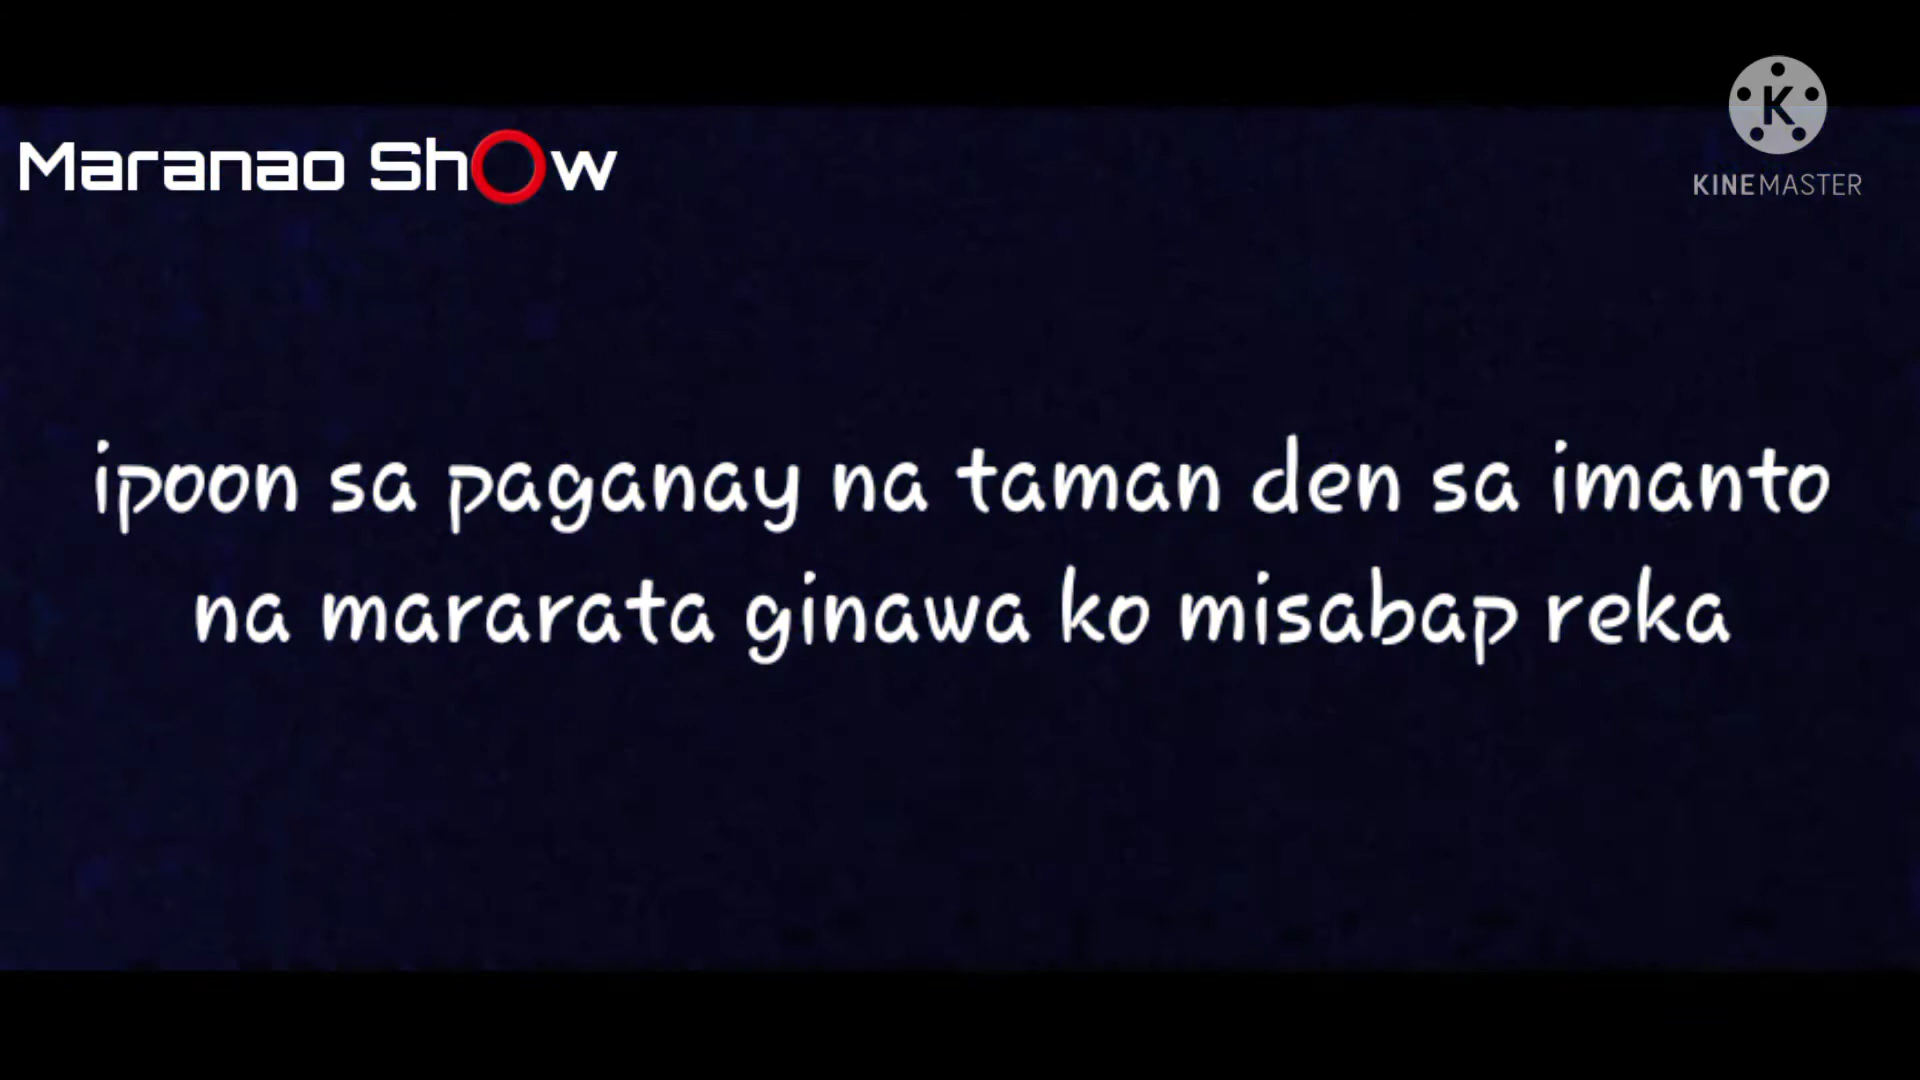 Maranao ShOw
K
KINEMASTER
ipoon sa paganay na taman den sa imanto
na mararata ginawa ko misabap reka